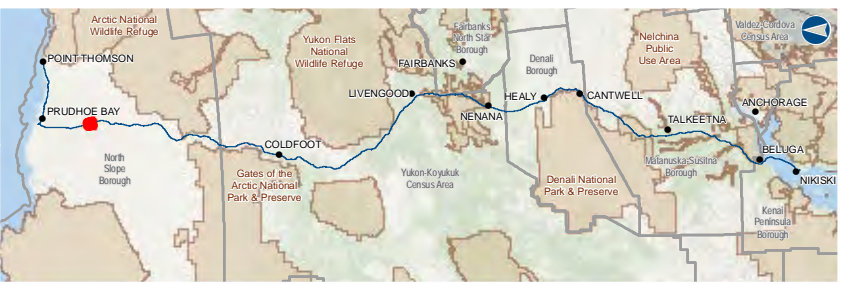 Arctic National
Wildlife Refuge
POINT THOMSON
PRUDHOE BAY
North
Slope
Borough
COLDFOOT
Gates of the
Arctic National
Park & Preserve
Yukon Flats
National
Wildlife Refuge
LIVENGOOD
FAIRBANKS
Fairbanks
North Star
Borough
NENANA
Yukon-Koyukuk
Census Area
Denali
Borough
HEALY
CANTWELL
Denali National
Park & Preserve
Nelchina
Public
Use Area
TALKEETNA
Matanuska-Susitna
Borough
Valdez-Cordova
Census Area
ANCHORAGE
BELUGA
NIKISKI
Kenai
Peninsula
Borough